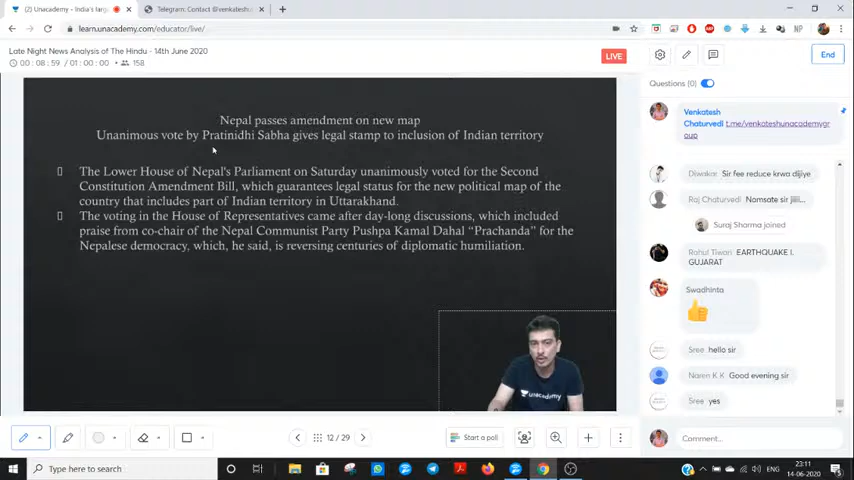 (2) Unacademy - India's larg
Telegram: Contact @venkateshc
learn.unacademy.com/educator/live/
NP
Late Night News Analysis of The Hindu - 14th June 2020
00 : 08 : 59 / 01 : 00 : 00 • 158
LIVE
End
Questions (0)
Nepal passes amendment on new map
Unanimous vote by Pratinidhi Sabha gives legal stamp to inclusion of Indian territory
The Lower House of Nepal's Parliament on Saturday unanimously voted for the Second
Constitution Amendment Bill, which guarantees legal status for the new political map of the
country that includes part of Indian territory in Uttarakhand.
The voting in the House of Representatives came after day-long discussions, which included
praise from co-chair of the Nepal Communist Party Pushpa Kamal Dahal “Prachanda” for the
Nepalese democracy, which, he said, is reversing centuries of diplomatic humiliation.
unacademy
Venkatesh
Chaturvedi t.me/venkateshunacademygr
oup
Diwakar Sir fee reduce krwa dijiye
Raj Chaturvedi Namsate sir jiiii...
Suraj Sharma joined
Rahul Tiwari EARTHQUAKE I.
GUJARAT
Swadhinta
Sree hello sir
Naren K K Good evening sir
Sree yes
12 / 29
Start a poll
Comment...
Type here to search
ENG
23:11
14-06-2020